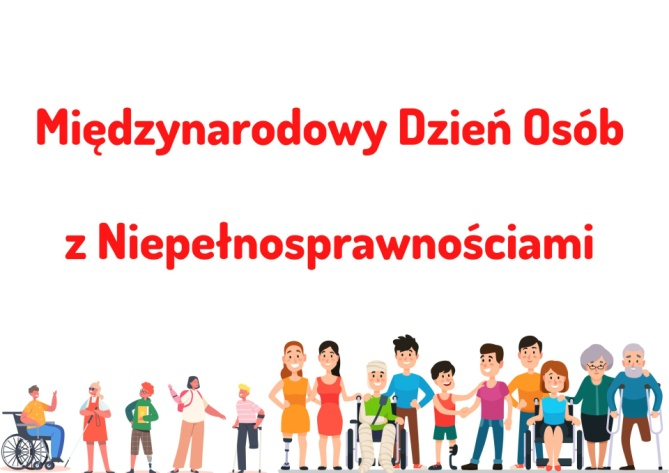 Międzynarodowy Dzień Osób
z Niepełnosprawnościami